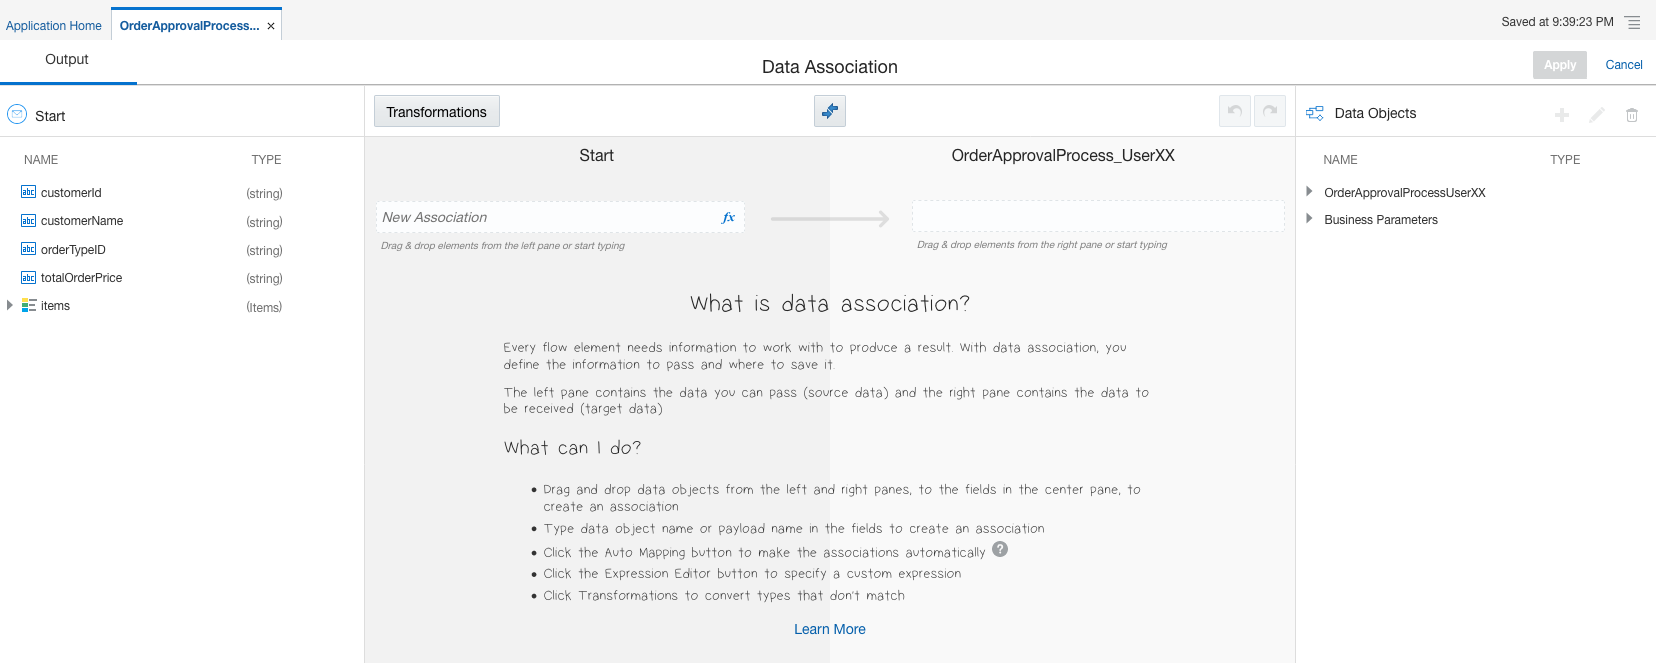 Application Home
OrderApprovalProcess... ×
Saved at 9:39:23 PM
Output
Data Association
Apply
Cancel
Start
Transformations
Data Objects
NAME TYPE
abc customerId (string)
abc customerName (string)
abc orderTypeID (string)
abc totalOrderPrice (string)
items (Items)
Start
OrderApprovalProcess_UserXX
New Association fx
Drag & drop elements from the left pane or start typing
Drag & drop elements from the right pane or start typing
What is data association?
Every flow element needs information to work with to produce a result. With data association, you
define the information to pass and where to save it.
The left pane contains the data you can pass (source data) and the right pane contains the data to
be received (target data)
What can I do?
• Drag and drop data objects from the left and right panes, to the fields in the center pane, to
create an association
• Type data object name or payload name in the fields to create an association
• Click the Auto Mapping button to make the associations automatically ?
• Click the Expression Editor button to specify a custom expression
• Click Transformations to convert types that don't match
Learn More
NAME TYPE
OrderApprovalProcessUserXX
Business Parameters